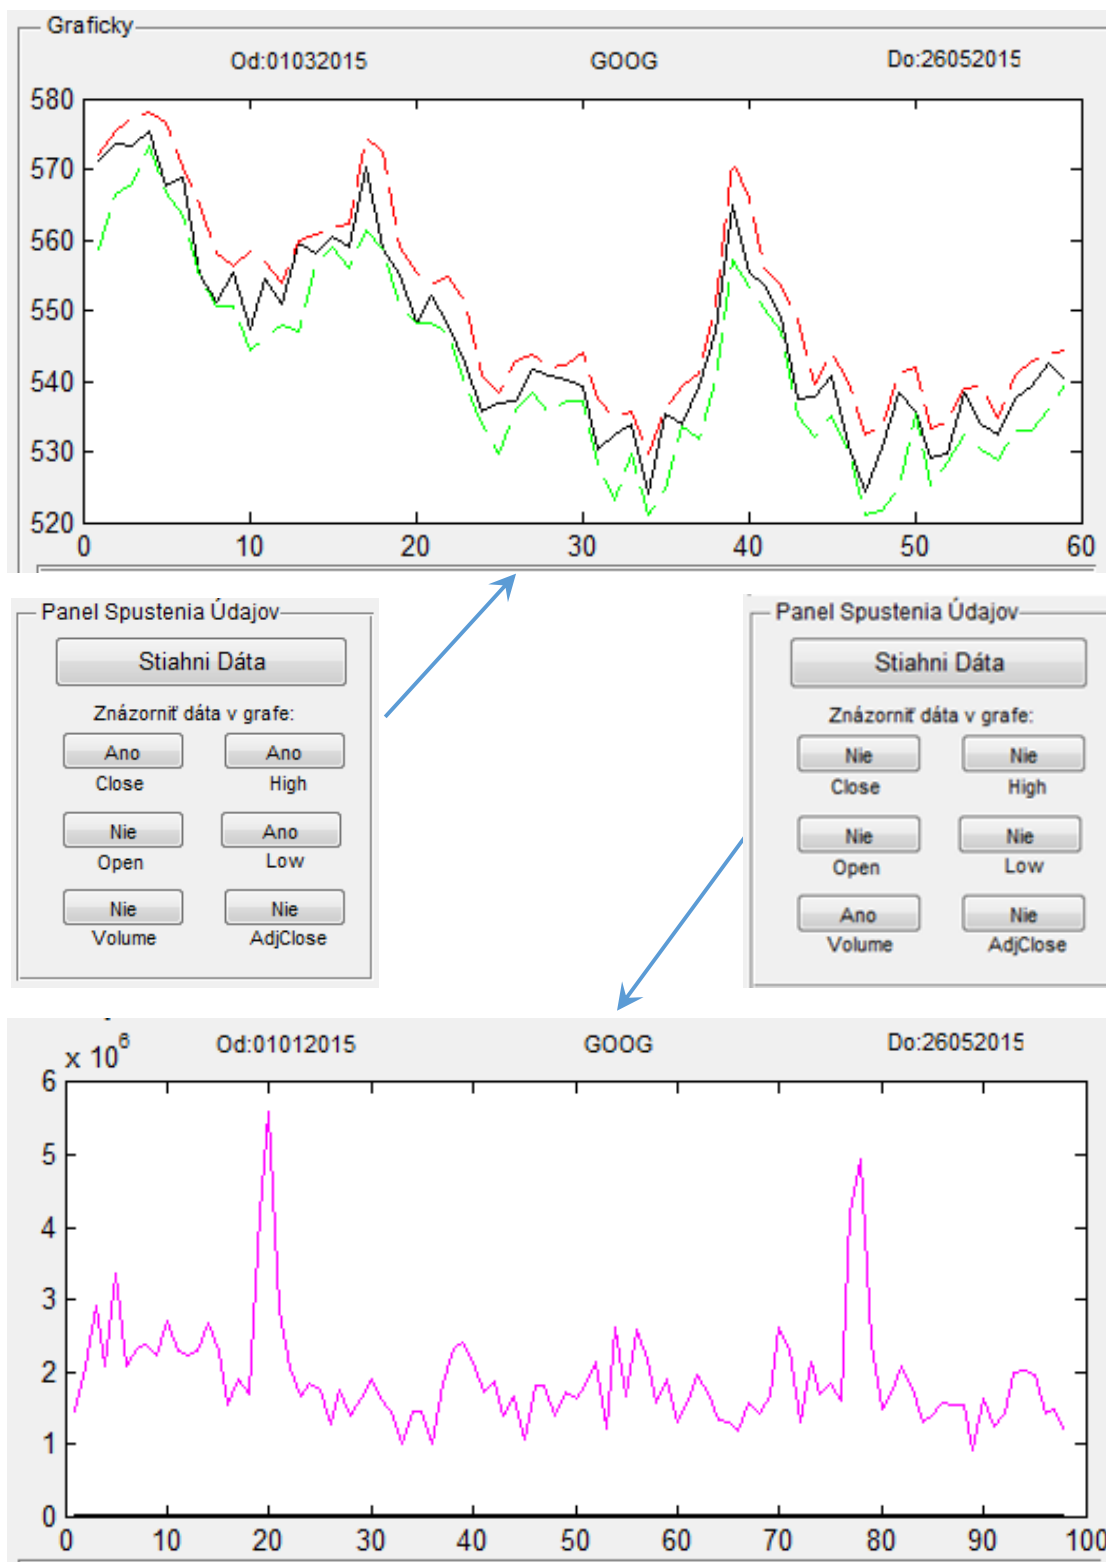 Graficky
Od:01032015 GOOG Do:26052015
580
570
560
550
540
530
520
0 10 20 30 40 50 60
Panel Spustenia Údajov
Stiahni Dáta
Znázorniť dáta v grafe:
Ano Ano
Close High
Nie Ano
Open Low
Nie Nie
Volume AdjClose
Panel Spustenia Údajov
Stiahni Dáta
Znázorniť dáta v grafe:
Nie Nie
Close High
Nie Nie
Open Low
Ano Nie
Volume AdjClose
x 10⁶ Od:01012015 GOOG Do:26052015
6
5
4
3
2
1
0
0 10 20 30 40 50 60 70 80 90 100